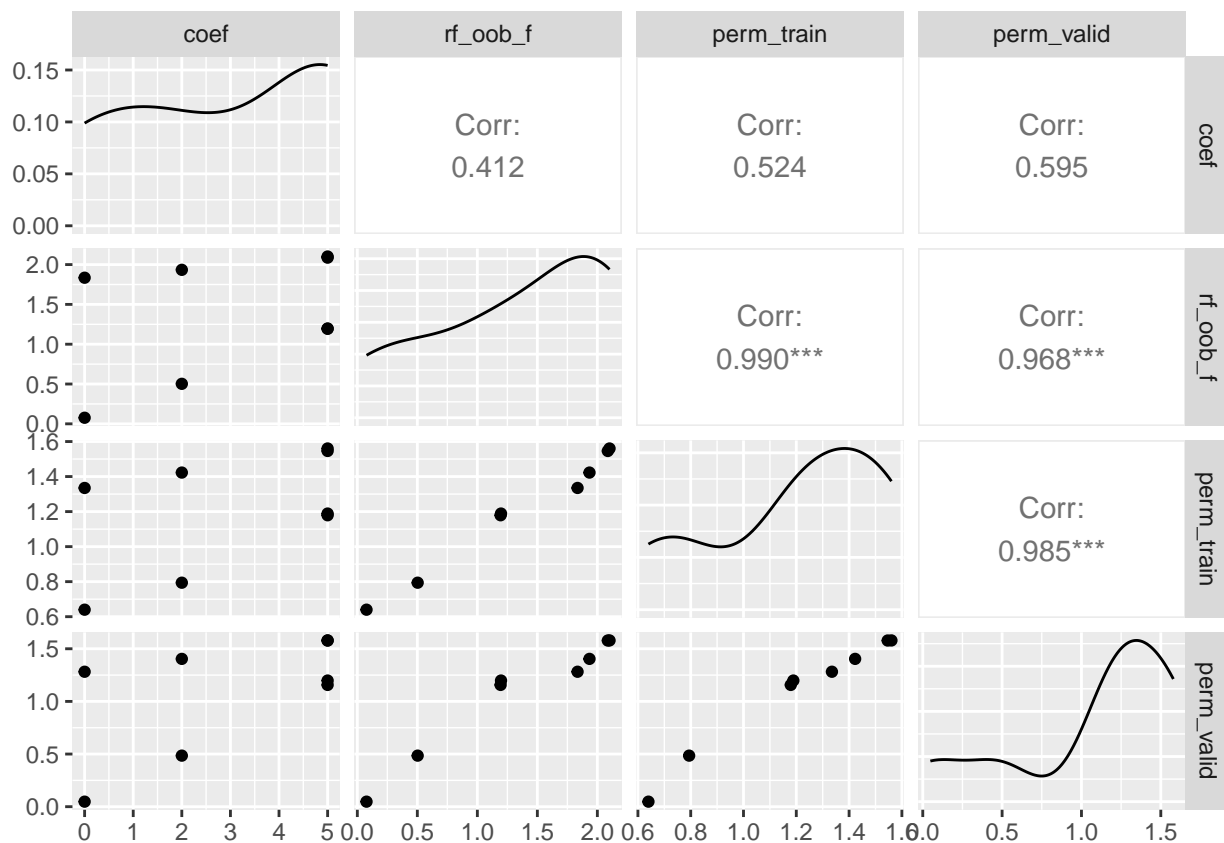 coef rf_oob_f perm_train perm_valid
0.15
0.10
0.05
0.00
Corr:
0.412
Corr:
0.524
Corr:
0.595
coef
2.0
1.5
1.0
0.5
0.0
Corr:
0.990***
Corr:
0.968***
rf_oob_f
1.6
1.4
1.2
1.0
0.8
0.6
Corr:
0.985***
perm_train
1.5
1.0
0.5
0.0
perm_valid
0 1 2 3 4 5 0.0 0.5 1.0 1.5 2.0 0.6 0.8 1.0 1.2 1.4 1.6 0.0 0.5 1.0 1.5